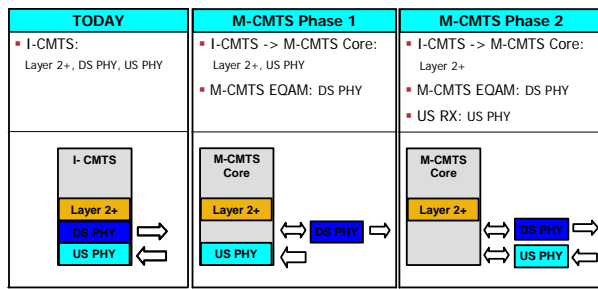 TODAY
▪ I-CMTS:
Layer 2+, DS PHY, US PHY
I- CMTS
Layer 2+
DS PHY
US PHY
M-CMTS Phase 1
▪ I-CMTS -> M-CMTS Core:
Layer 2+, US PHY
▪ M-CMTS EQAM: DS PHY
M-CMTS
Core
Layer 2+
DS PHY
US PHY
M-CMTS Phase 2
▪ I-CMTS -> M-CMTS Core:
Layer 2+
▪ M-CMTS EQAM: DS PHY
▪ US RX: US PHY
M-CMTS
Core
Layer 2+
DS PHY
US PHY